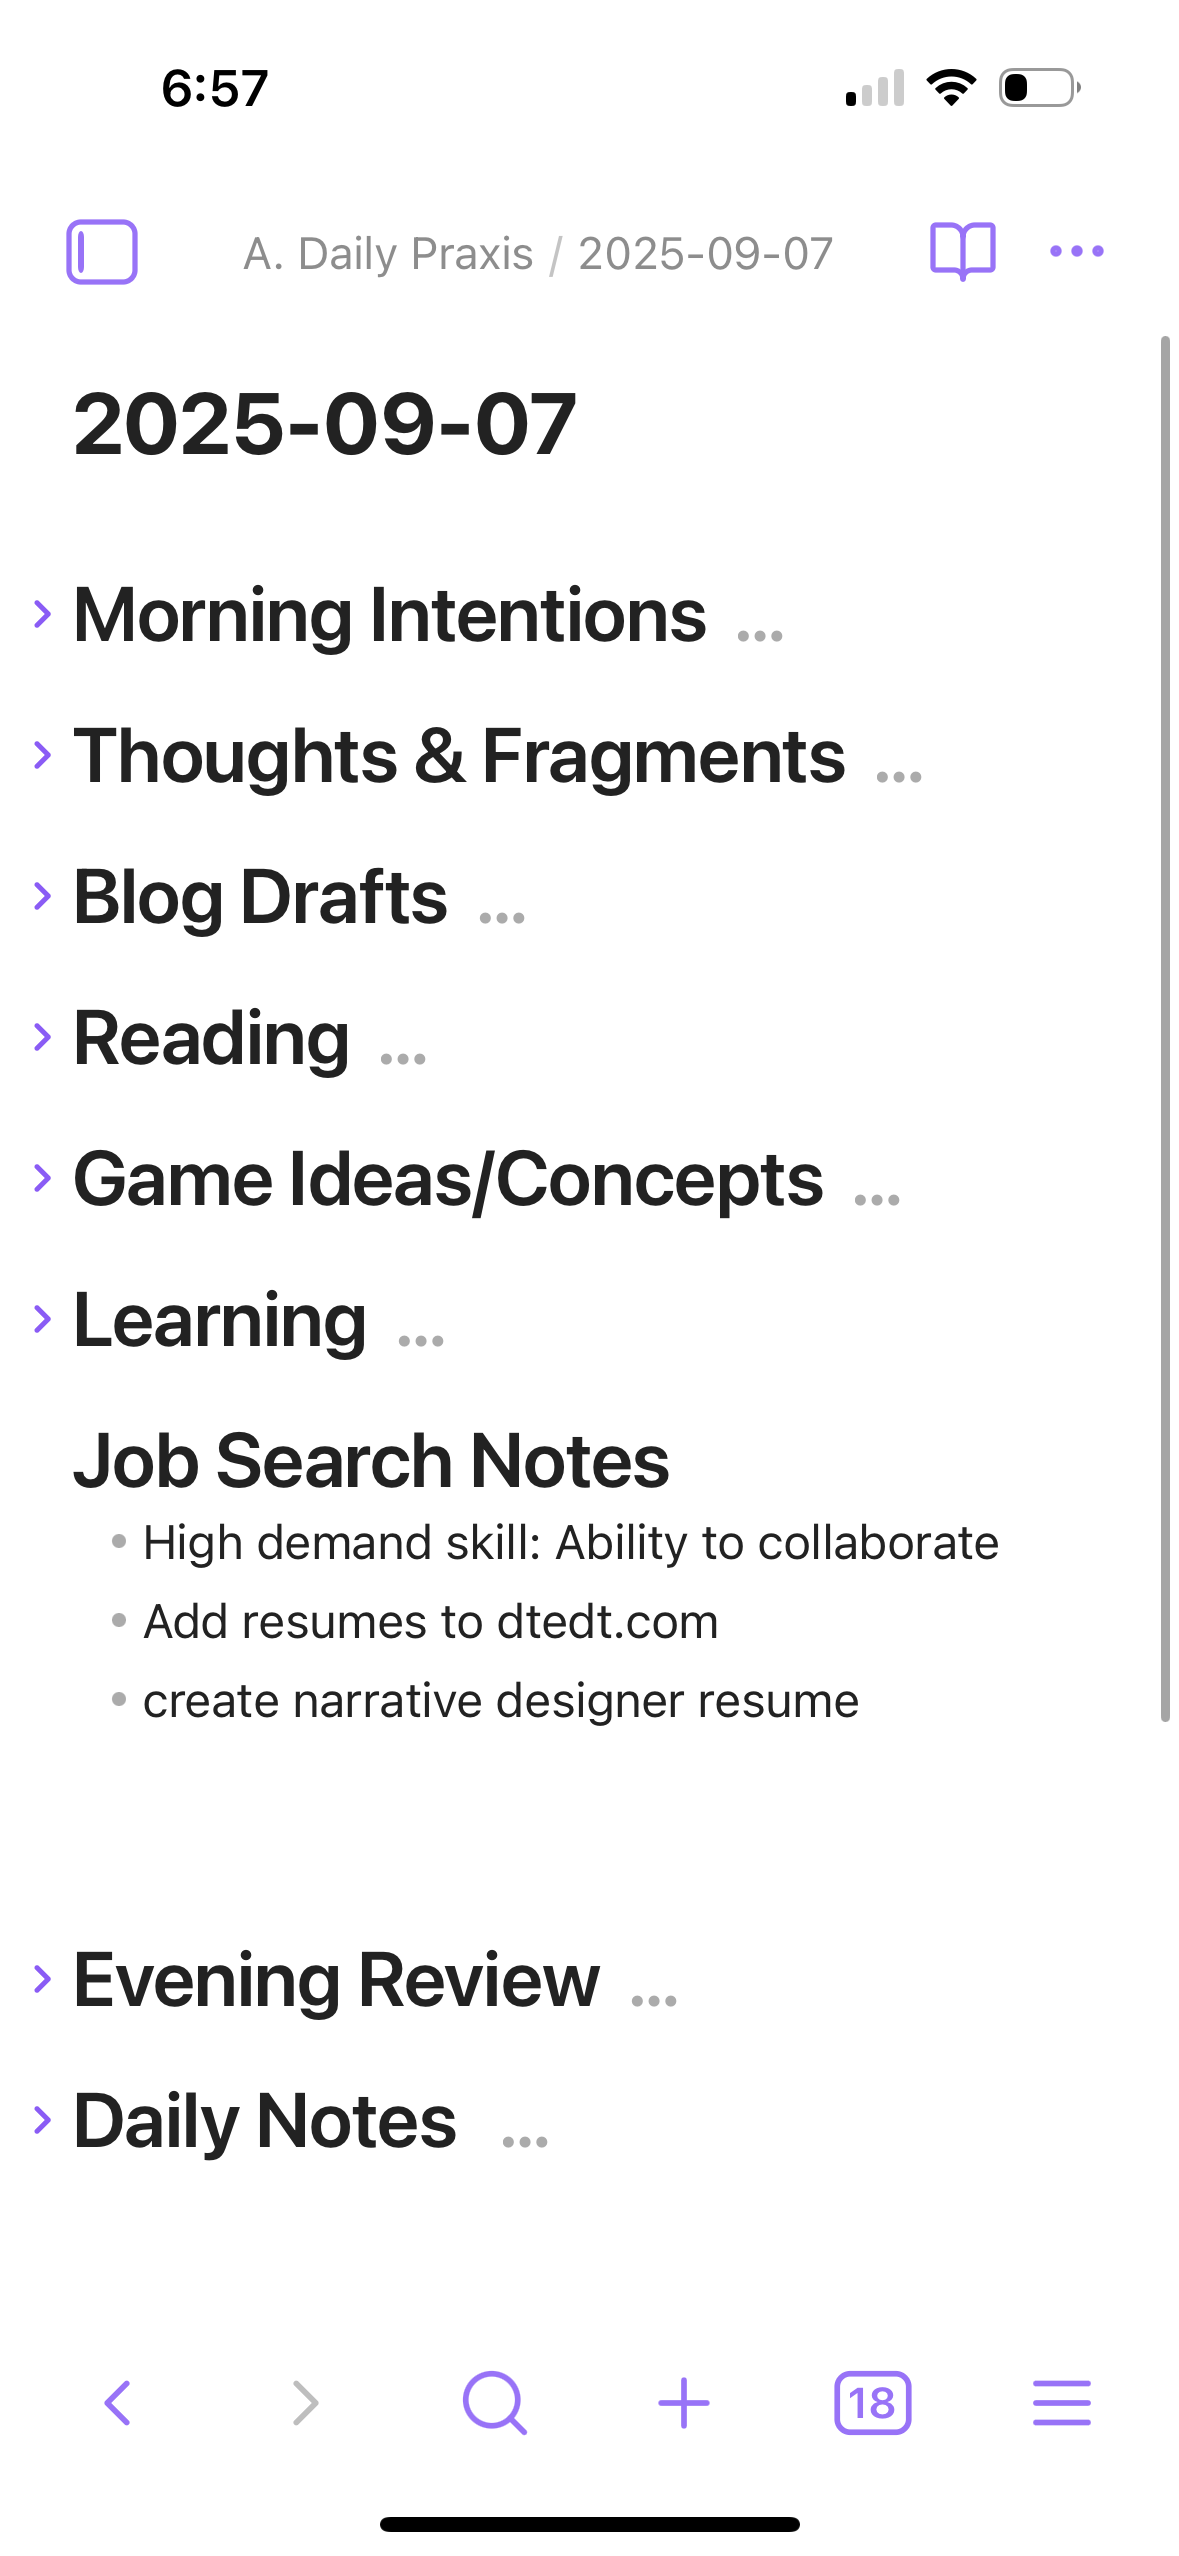 6:57
A. Daily Praxis / 2025-09-07
2025-09-07
Morning Intentions ...
Thoughts & Fragments ...
Blog Drafts ...
Reading ...
Game Ideas/Concepts ...
Learning ...
Job Search Notes
• High demand skill: Ability to collaborate
• Add resumes to dtedt.com
• create narrative designer resume
Evening Review ...
Daily Notes ...
18